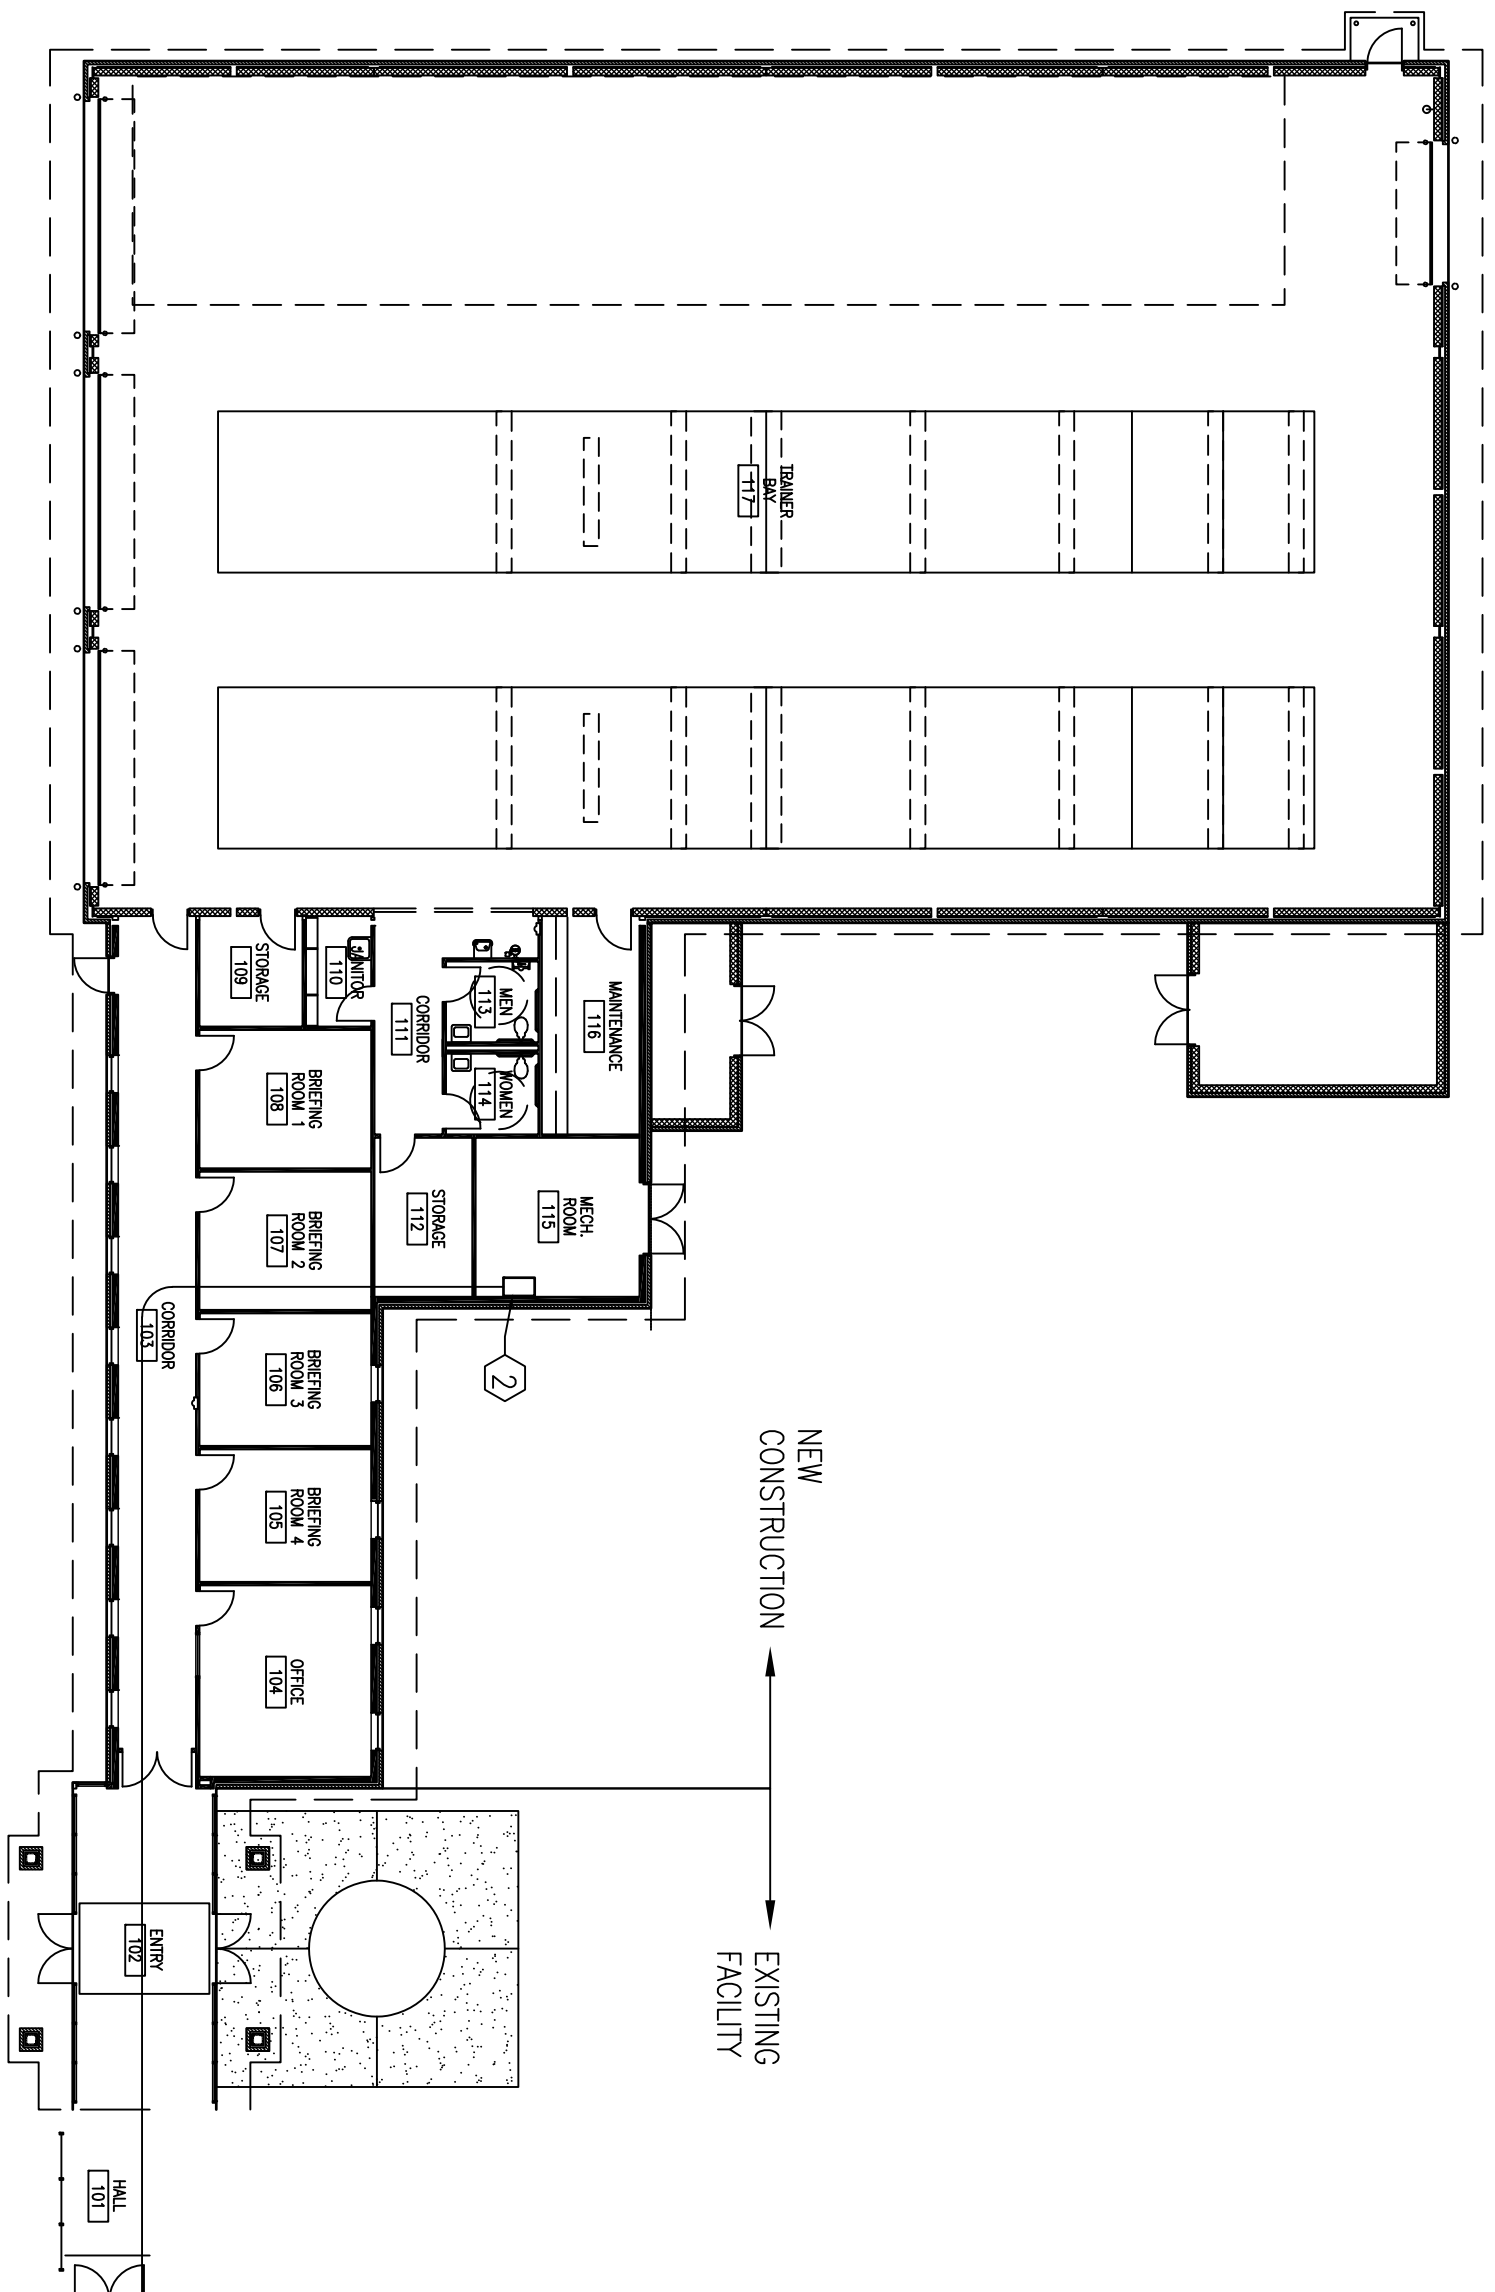 TRAINER
BAY
117
STORAGE
109
JANITOR
110
CORRIDOR
111
MEN
113
WOMEN
114
MAINTENANCE
116
BRIEFING
ROOM 1
108
BRIEFING
ROOM 2
107
STORAGE
112
MECH.
ROOM
115
CORRIDOR
103
BRIEFING
ROOM 3
106
2
BRIEFING
ROOM 4
105
OFFICE
104
NEW
CONSTRUCTION
EXISTING
FACILITY
ENTRY
102
HALL
101